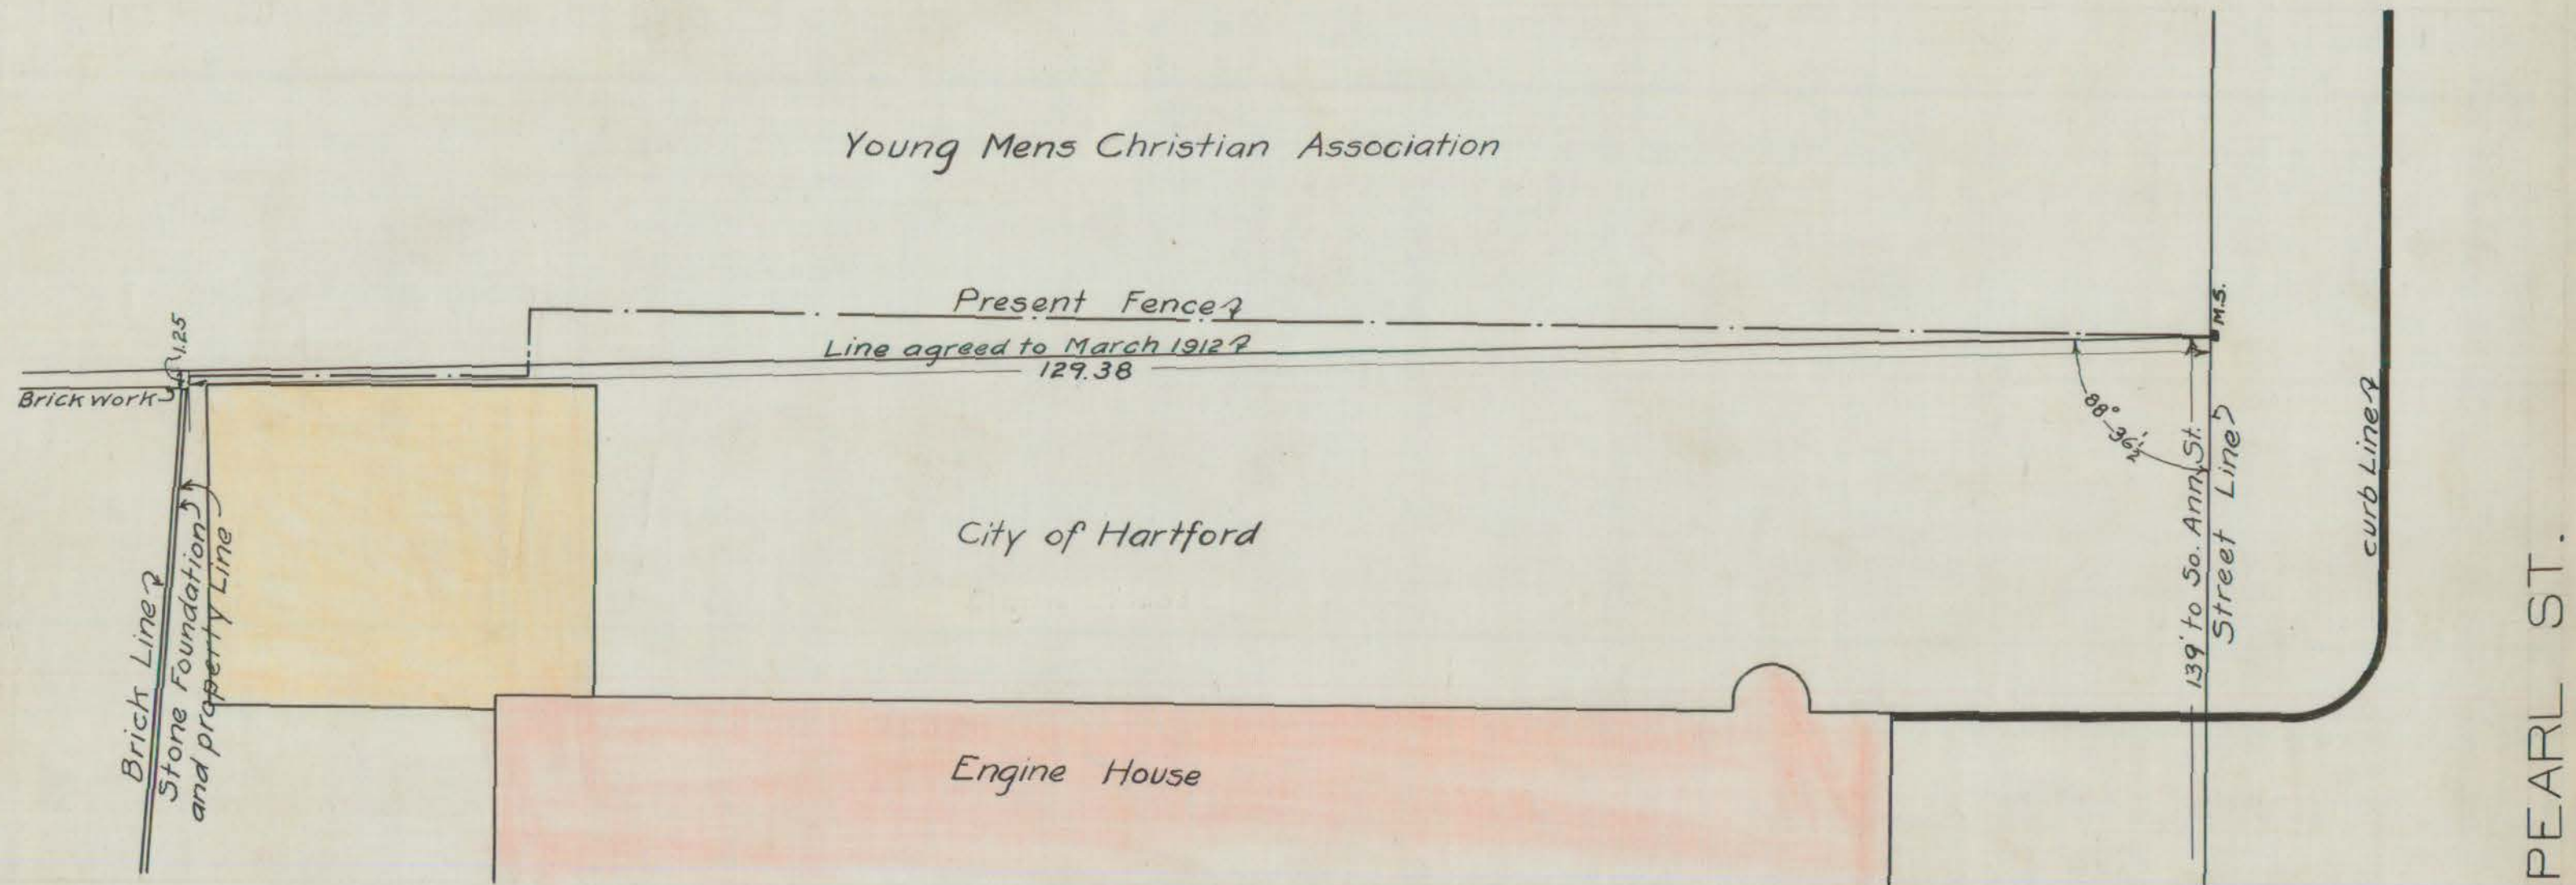 Young Mens Christian Association
Present Fence
Line agreed to March 1912
129.38
1.25
Brick work
M.S.
88° 36½'
139' to So. Ann St.
Street Line
curb Line
PEARL ST.
City of Hartford
Brick Line
Stone Foundation
and property Line
Engine House